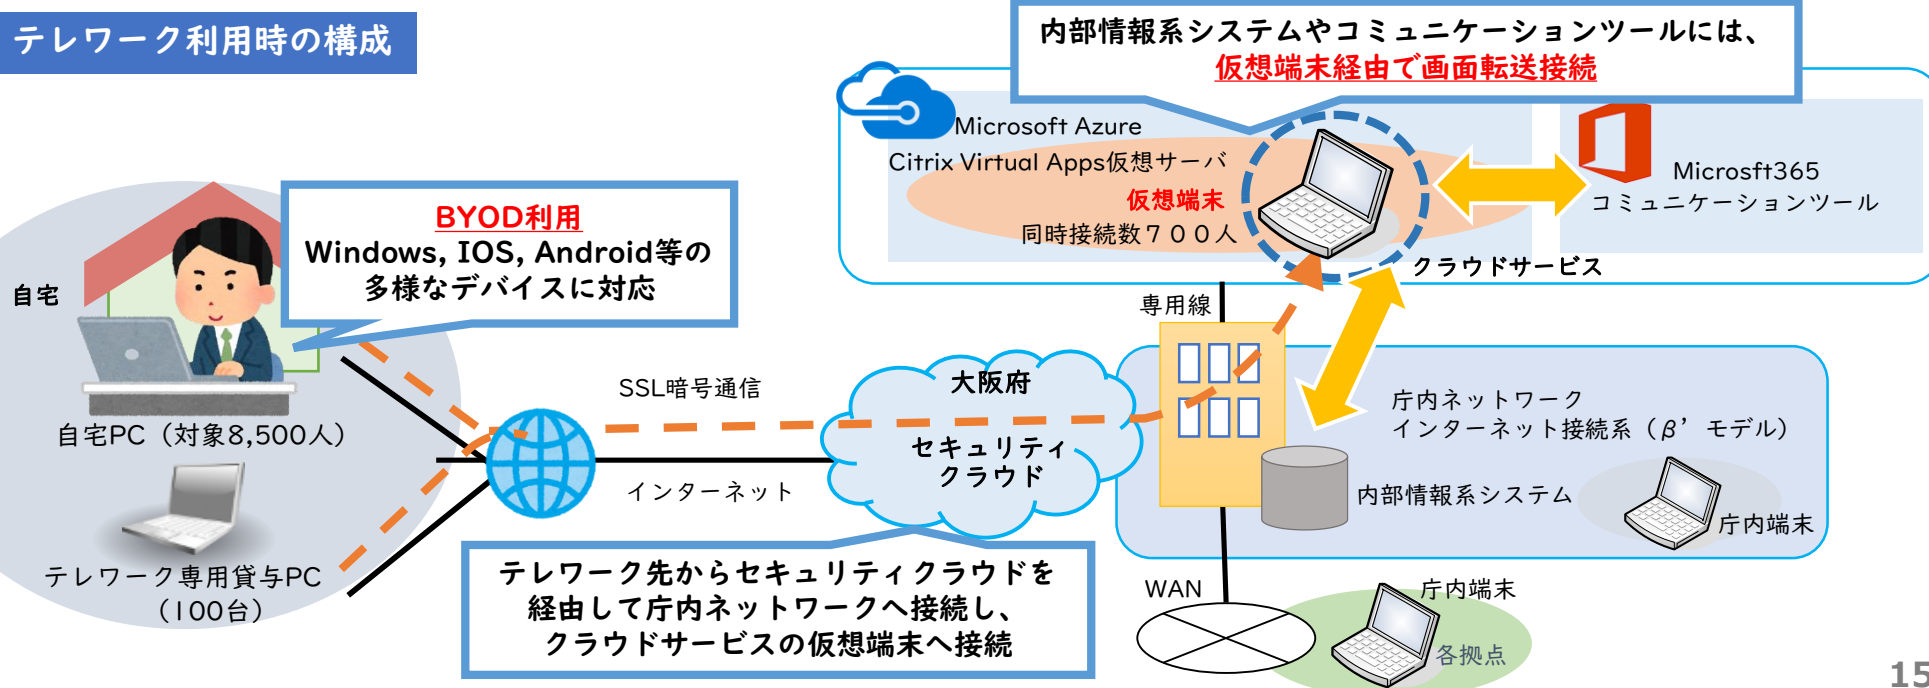 テレワーク利用時の構成
内部情報系システムやコミュニケーションツールには、
仮想端末経由で画面転送接続
Microsoft Azure
Citrix Virtual Apps仮想サーバ
仮想端末
同時接続数７００人
Microsft365
コミュニケーションツール
クラウドサービス
BYOD利用
Windows, IOS, Android等の
多様なデバイスに対応
自宅
専用線
SSL暗号通信
大阪府
セキュリティ
クラウド
インターネット
自宅PC（対象8,500人）
庁内ネットワーク
インターネット接続系（β’モデル）
内部情報系システム
庁内端末
テレワーク専用貸与PC
（100台）
テレワーク先からセキュリティクラウドを
経由して庁内ネットワークへ接続し、
クラウドサービスの仮想端末へ接続
WAN
庁内端末
各拠点
15